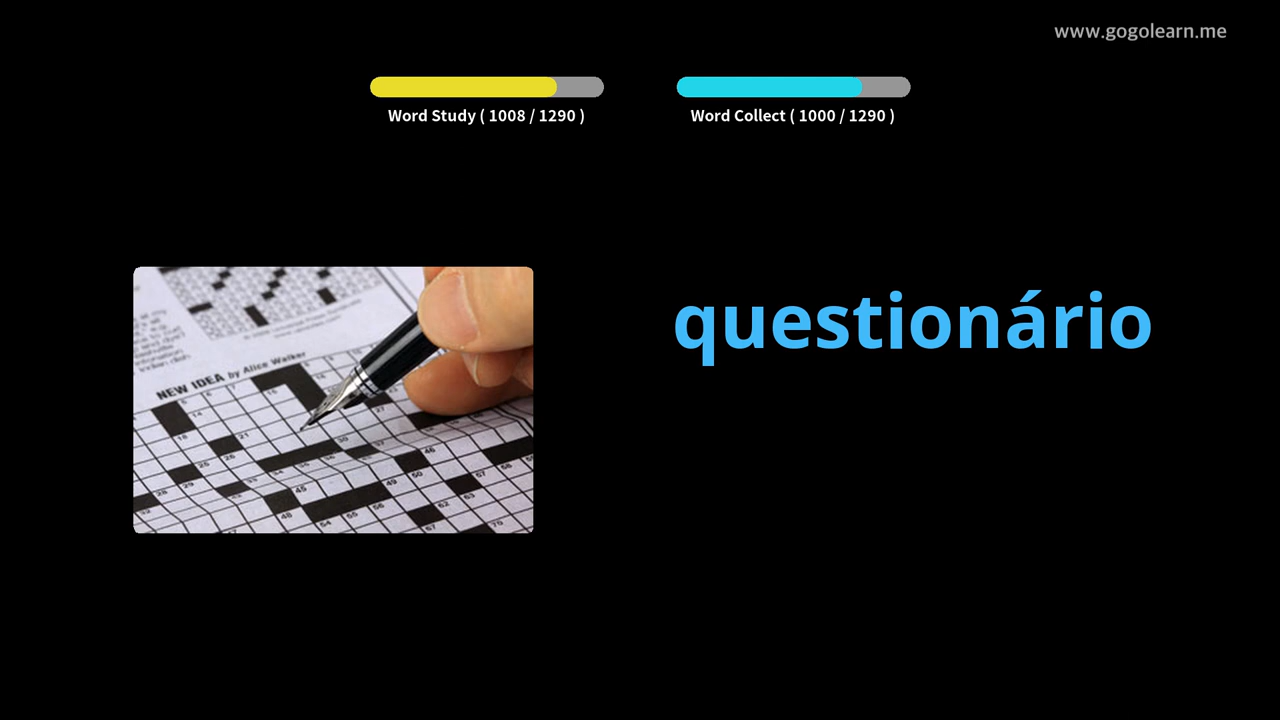 www.gogolearn.me
Word Study ( 1008 / 1290 )
Word Collect ( 1000 / 1290 )
questionário
NEW IDEA by Alice Walker